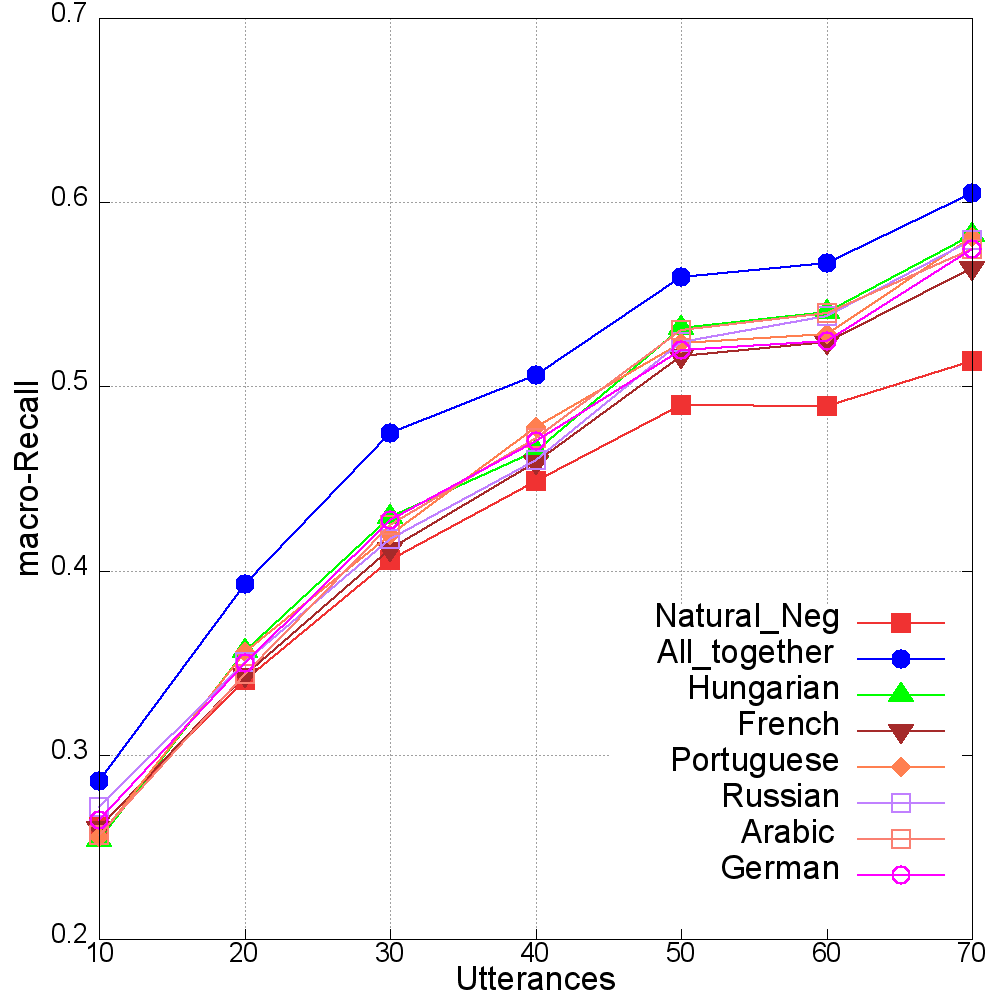 0.7
0.6
0.5
0.4
0.3
0.2
macro-Recall
Natural_Neg
All_together
Hungarian
French
Portuguese
Russian
Arabic
German
10 20 30 40 50 60 70
Utterances